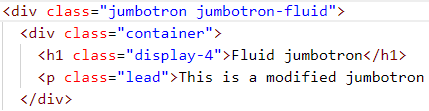 <div class="jumbotron jumbotron-fluid">
<div class="container">
<h1 class="display-4">Fluid jumbotron</h1>
<p class="lead">This is a modified jumbotron
</div>